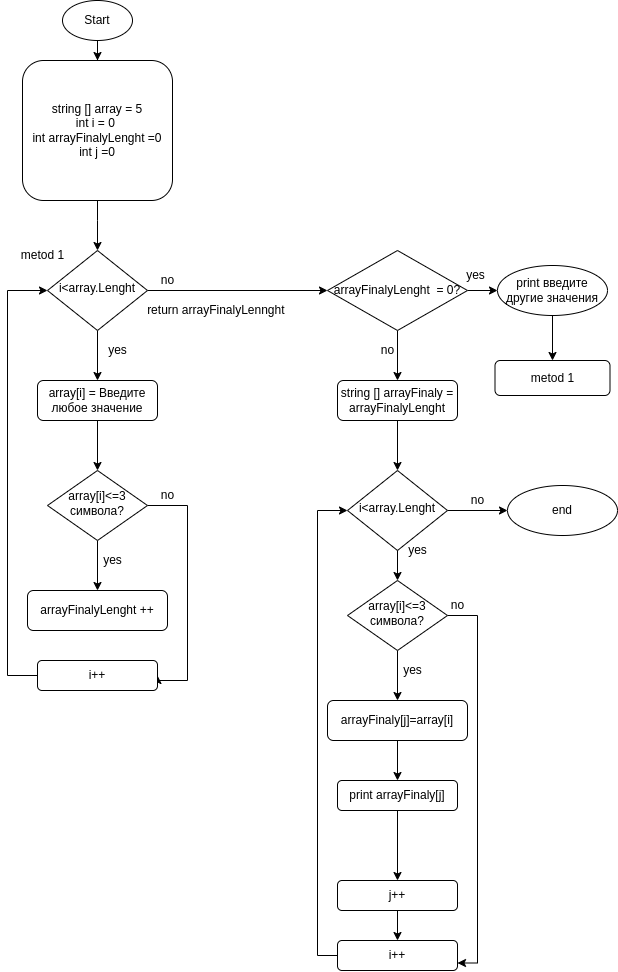 Start
string [] array = 5
int i = 0
int arrayFinalyLenght =0
int j =0
metod 1
i<array.Lenght
no
return arrayFinalyLennght
yes
array[i] = Введите
любое значение
array[i]<=3
символа?
no
yes
arrayFinalyLenght ++
i++
arrayFinalyLenght = 0?
yes
print введите
другие значения
metod 1
no
string [] arrayFinaly =
arrayFinalyLenght
i<array.Lenght
no
end
yes
array[i]<=3
символа?
no
yes
arrayFinaly[j]=array[i]
print arrayFinaly[j]
j++
i++